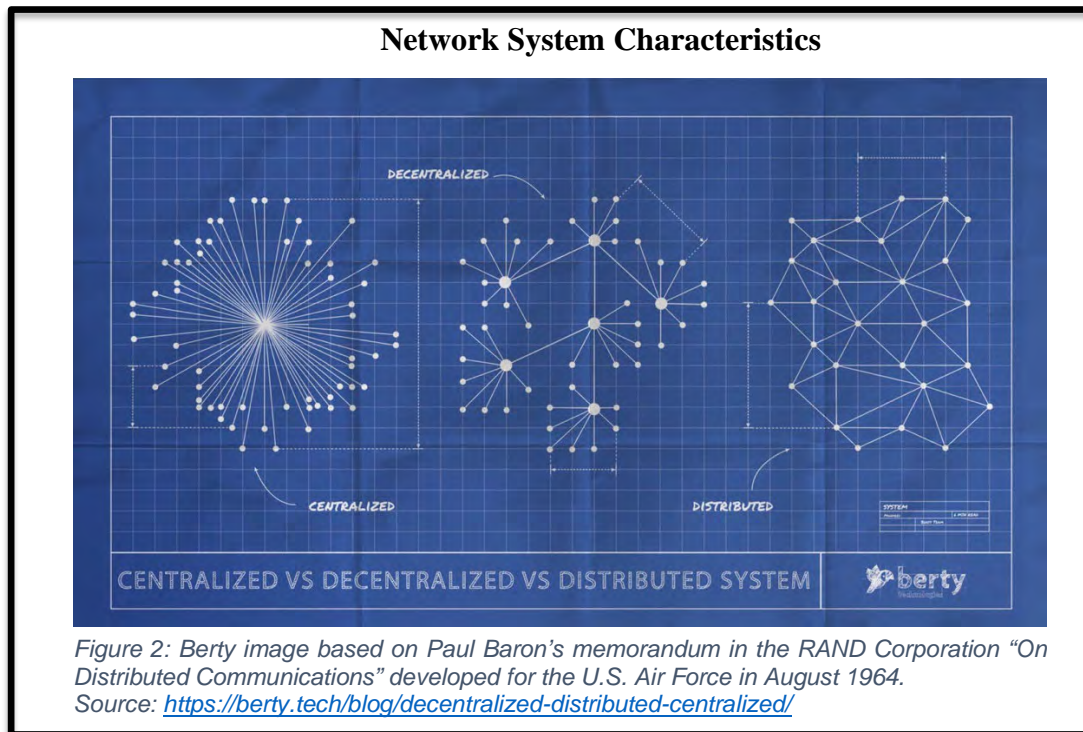 Network System Characteristics
DECENTRALIZED
CENTRALIZED
DISTRIBUTED
SYSTEM
CENTRALIZED VS DECENTRALIZED VS DISTRIBUTED SYSTEM
berty
Technologies
Figure 2: Berty image based on Paul Baron's memorandum in the RAND Corporation "On
Distributed Communications" developed for the U.S. Air Force in August 1964.
Source: https://berty.tech/blog/decentralized-distributed-centralized/